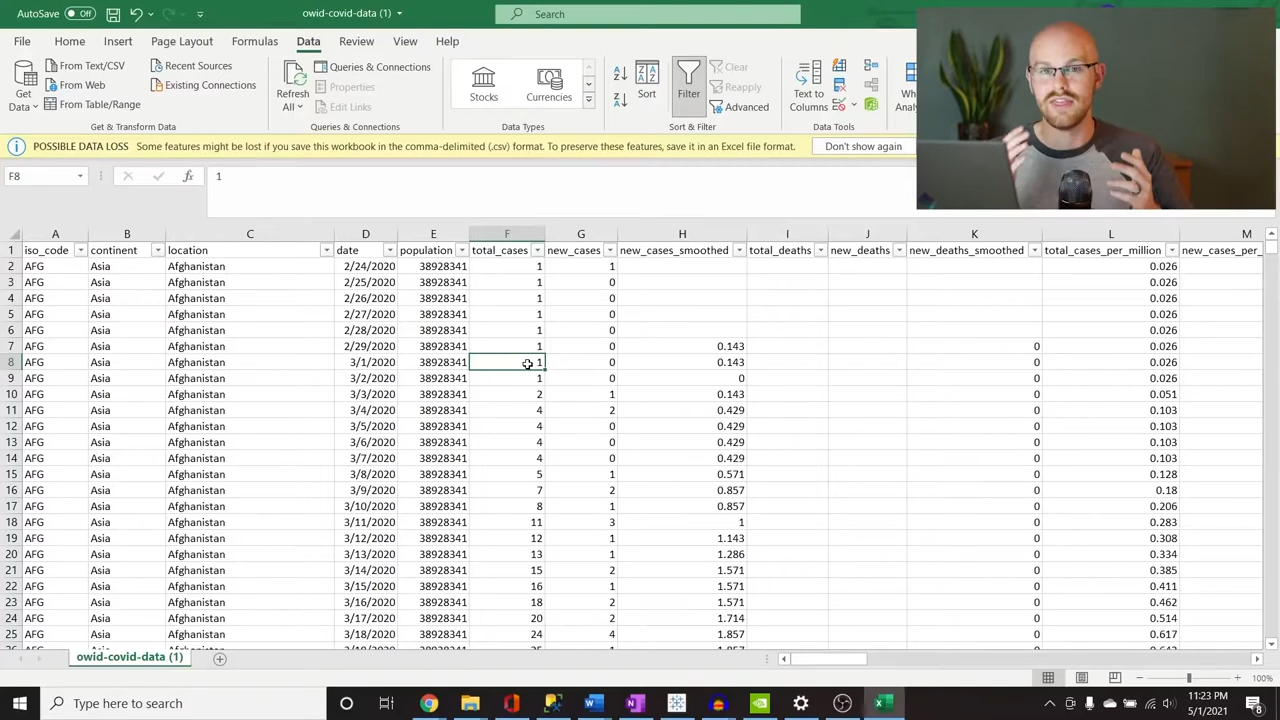 AutoSave Off owid-covid-data (1) Search
File Home Insert Page Layout Formulas Data Review View Help
Get Data
From Text/CSV
From Web
From Table/Range
Recent Sources
Existing Connections
Get & Transform Data
Refresh All
Queries & Connections
Properties
Edit Links
Queries & Connections
Stocks
Currencies
Data Types
Sort
Filter
Clear
Reapply
Advanced
Sort & Filter
Text to Columns
Data Tools
POSSIBLE DATA LOSS Some features might be lost if you save this workbook in the comma-delimited (.csv) format. To preserve these features, save it in an Excel file format. Don't show again
F8 fx 1
A B C D E F G H I J K L M
1 iso_code continent location date population total_cases new_cases new_cases_smoothed total_deaths new_deaths new_deaths_smoothed total_cases_per_million new_cases_per_
2 AFG Asia Afghanistan 2/24/2020 38928341 1 1 0.026
3 AFG Asia Afghanistan 2/25/2020 38928341 1 0 0.026
4 AFG Asia Afghanistan 2/26/2020 38928341 1 0 0.026
5 AFG Asia Afghanistan 2/27/2020 38928341 1 0 0.026
6 AFG Asia Afghanistan 2/28/2020 38928341 1 0 0.026
7 AFG Asia Afghanistan 2/29/2020 38928341 1 0 0.143 0 0.026
8 AFG Asia Afghanistan 3/1/2020 38928341 1 0 0.143 0 0.026
9 AFG Asia Afghanistan 3/2/2020 38928341 1 0 0 0 0.026
10 AFG Asia Afghanistan 3/3/2020 38928341 2 1 0.143 0 0.051
11 AFG Asia Afghanistan 3/4/2020 38928341 4 2 0.429 0 0.103
12 AFG Asia Afghanistan 3/5/2020 38928341 4 0 0.429 0 0.103
13 AFG Asia Afghanistan 3/6/2020 38928341 4 0 0.429 0 0.103
14 AFG Asia Afghanistan 3/7/2020 38928341 4 0 0.429 0 0.103
15 AFG Asia Afghanistan 3/8/2020 38928341 5 1 0.571 0 0.128
16 AFG Asia Afghanistan 3/9/2020 38928341 7 2 0.857 0 0.18
17 AFG Asia Afghanistan 3/10/2020 38928341 8 1 0.857 0 0.206
18 AFG Asia Afghanistan 3/11/2020 38928341 11 3 1 0 0.283
19 AFG Asia Afghanistan 3/12/2020 38928341 12 1 1.143 0 0.308
20 AFG Asia Afghanistan 3/13/2020 38928341 13 1 1.286 0 0.334
21 AFG Asia Afghanistan 3/14/2020 38928341 15 2 1.571 0 0.385
22 AFG Asia Afghanistan 3/15/2020 38928341 16 1 1.571 0 0.411
23 AFG Asia Afghanistan 3/16/2020 38928341 18 2 1.571 0 0.462
24 AFG Asia Afghanistan 3/17/2020 38928341 20 2 1.714 0 0.514
25 AFG Asia Afghanistan 3/18/2020 38928341 24 4 1.857 0 0.617
owid-covid-data (1)
100%
Type here to search
11:23 PM
5/1/2021